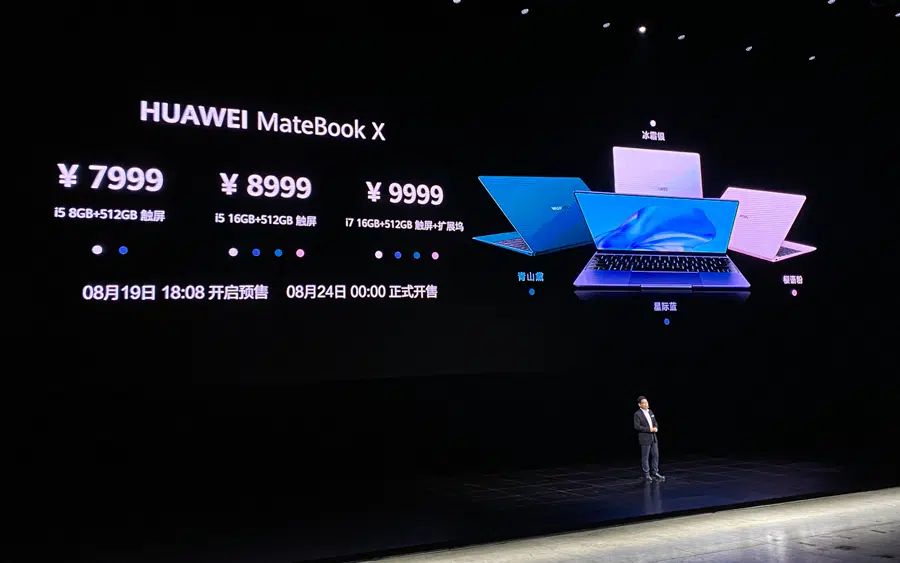 HUAWEI MateBook X
¥ 7999
i5 8GB+512GB 触屏
¥ 8999
i5 16GB+512GB 触屏
¥ 9999
i7 16GB+512GB 触屏+扩展坞
08月19日 18:08 开启预售
08月24日 00:00 正式开售
冰霜银
青山黛
樱语粉
星际蓝